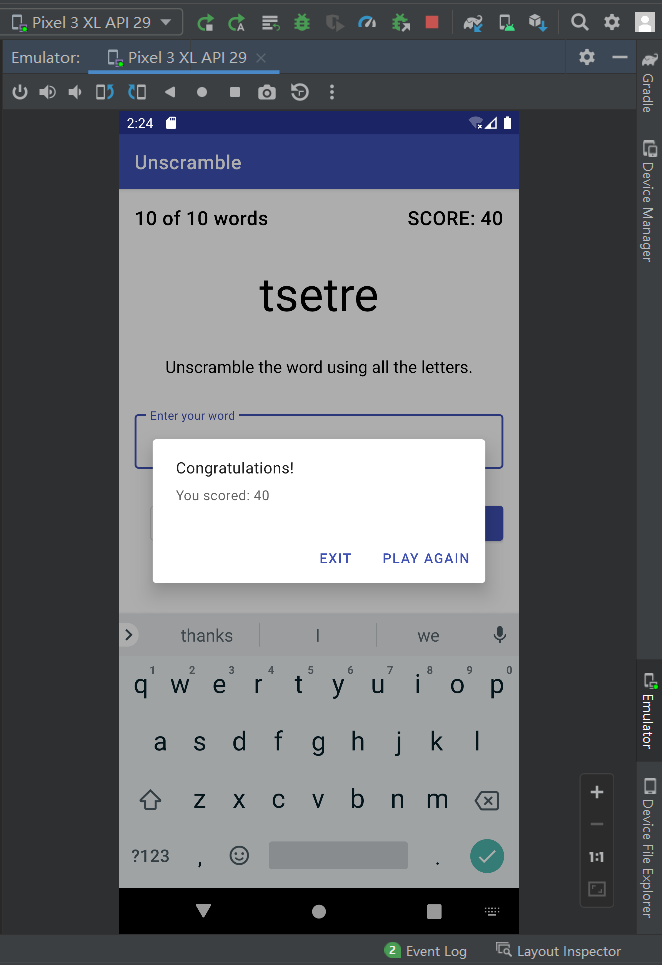 Pixel 3 XL API 29
Emulator: Pixel 3 XL API 29
2:24
Unscramble
10 of 10 words SCORE: 40
tsetre
Unscramble the word using all the letters.
Enter your word
Congratulations!
You scored: 40
EXIT PLAY AGAIN
thanks I we
1 2 3 4 5 6 7 8 9 0
q w e r t y u i o p
a s d f g h j k l
z x c v b n m
?123 , .
1:1
Gradle
Device Manager
Emulator
Device File Explorer
2 Event Log Layout Inspector